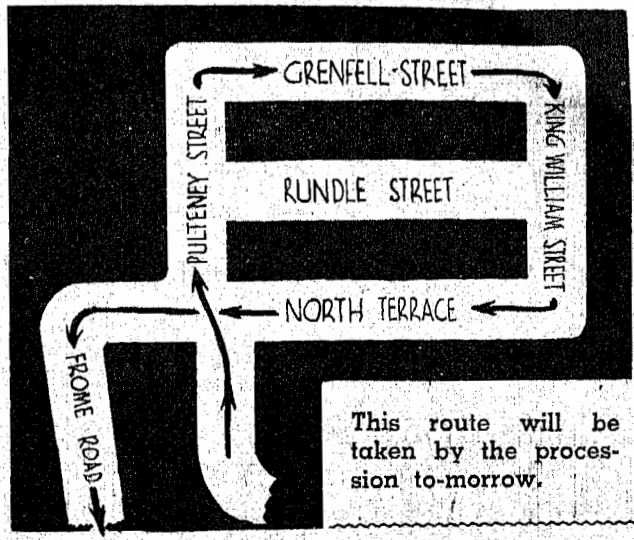 GRENFELL-STREET
PULTENEY STREET
KING WILLIAM STREET
RUNDLE STREET
NORTH TERRACE
FROME ROAD
This route will be
taken by the proces-
sion to-morrow.